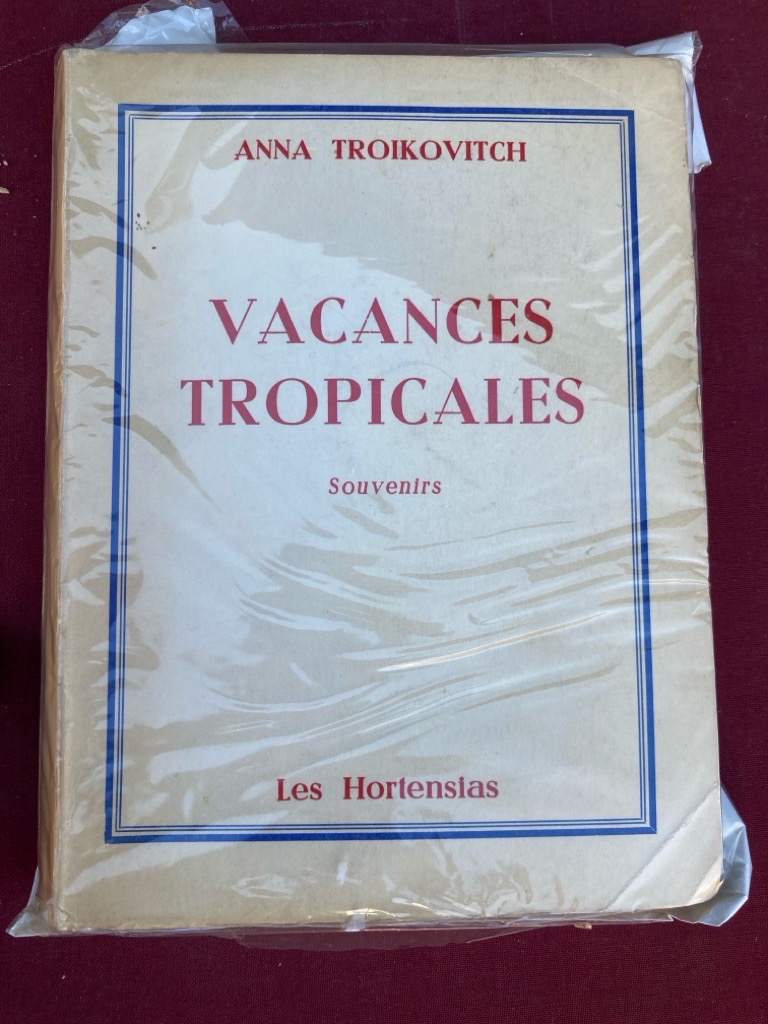 ANNA TROIKOVITCH
VACANCES
TROPICALES
Souvenirs
Les Hortensias